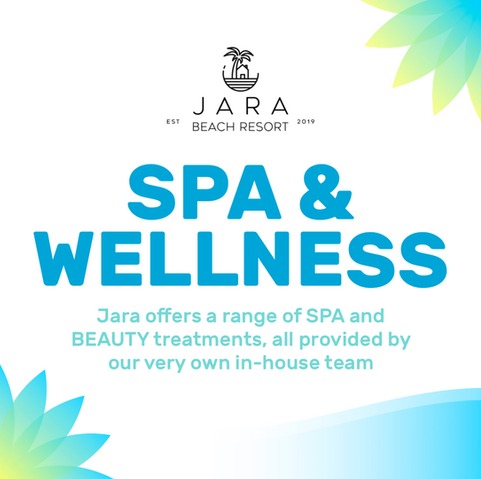 JARA
EST BEACH RESORT 2019
SPA &
WELLNESS
Jara offers a range of SPA and
BEAUTY treatments, all provided by
our very own in-house team